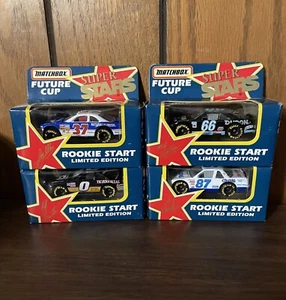 MATCHBOX
FUTURE
CUP
SUPER
STARS
37
ROOKIE START
LIMITED EDITION
MATCHBOX
FUTURE
CUP
SUPER
STARS
66
ROOKIE START
LIMITED EDITION
0
ROOKIE START
LIMITED EDITION
87
ROOKIE START
LIMITED EDITION